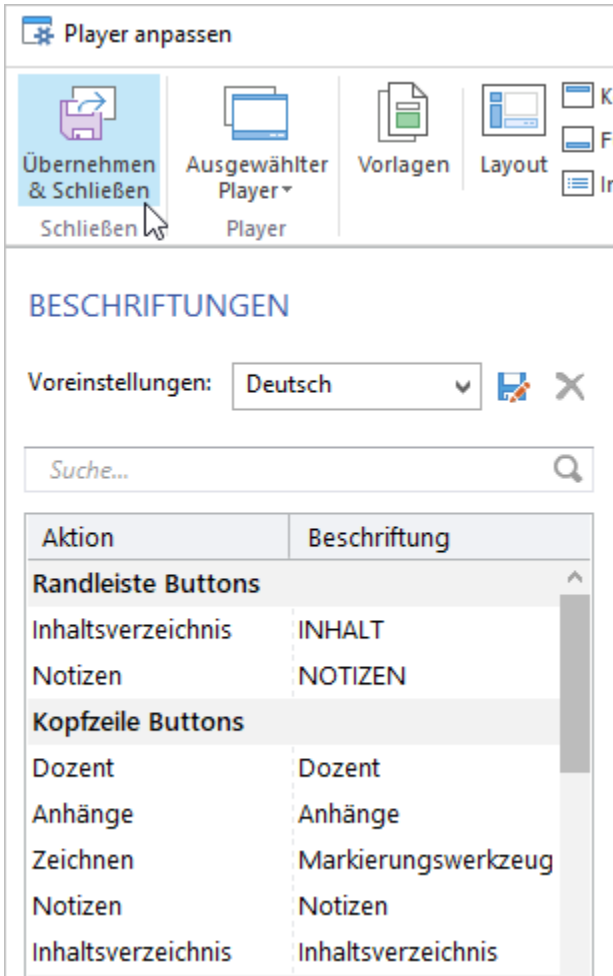 Player anpassen
Übernehmen
& Schließen
Schließen
Ausgewählter
Player
Player
Vorlagen
Layout
BESCHRIFTUNGEN
Voreinstellungen: Deutsch
Suche...
Aktion Beschriftung
Randleiste Buttons
Inhaltsverzeichnis INHALT
Notizen NOTIZEN
Kopfzeile Buttons
Dozent Dozent
Anhänge Anhänge
Zeichnen Markierungswerkzeug
Notizen Notizen
Inhaltsverzeichnis Inhaltsverzeichnis